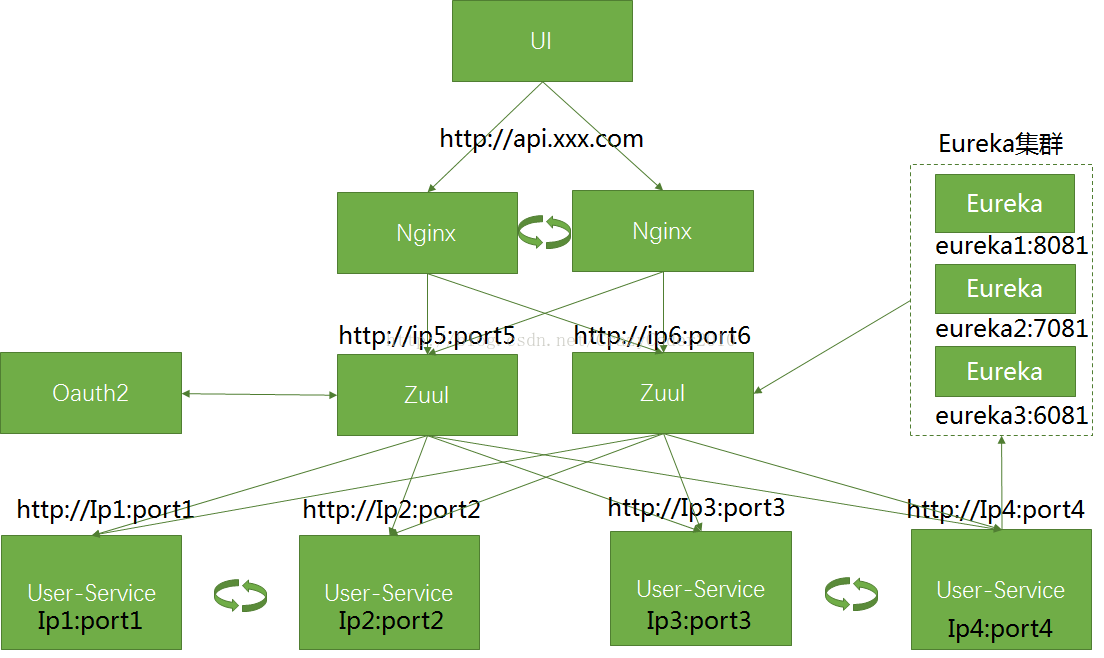 UI
http://api.xxx.com
Eureka集群
Eureka
eureka1:8081
Nginx
Nginx
Eureka
eureka2:7081
http://ip5:port5
http://ip6:port6
Eureka
eureka3:6081
Oauth2
Zuul
Zuul
http://Ip1:port1
http://Ip2:port2
http://Ip3:port3
http://Ip4:port4
User-Service
Ip1:port1
User-Service
Ip2:port2
User-Service
Ip3:port3
User-Service
Ip4:port4